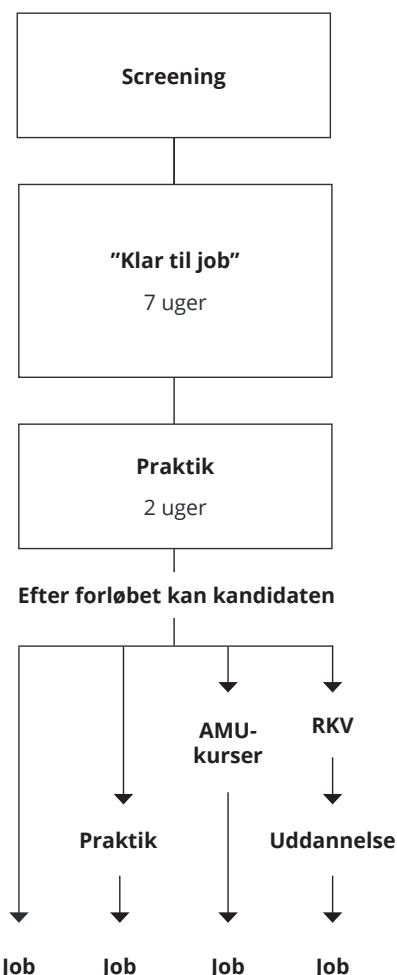 Screening
”Klar til job”
7 uger
Praktik
2 uger
Efter forløbet kan kandidaten
AMU-
kurser
RKV
Praktik
Uddannelse
Job
Job
Job
Job